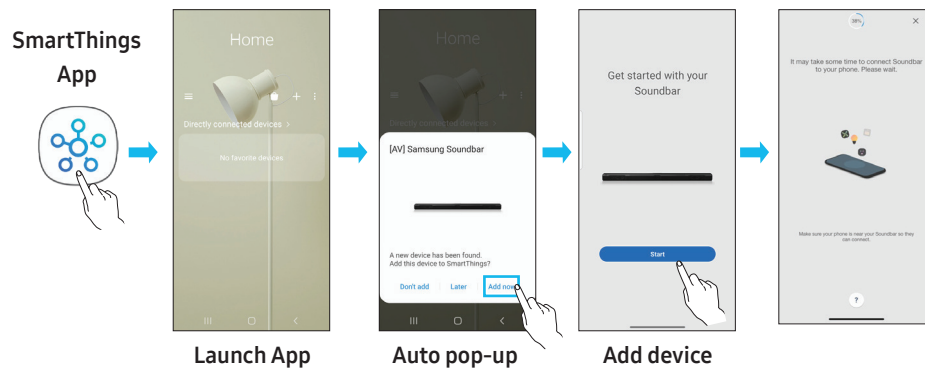 SmartThings
App
Home
Directly connected devices >
No favorite devices
Launch App
Home
Directly connected devices >
[AV] Samsung Soundbar
A new device has been found.
Add this device to SmartThings?
Don't add Later Add now
Auto pop-up
Get started with your
Soundbar
Start
Add device
38%
It may take some time to connect Soundbar
to your phone. Please wait.
Make sure your phone is near your Soundbar so they
can connect.
?